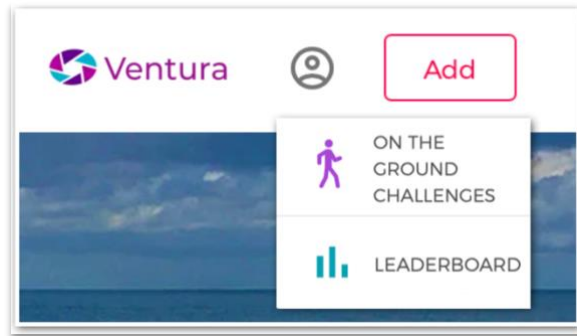 Ventura
Add
ON THE
GROUND
CHALLENGES
LEADERBOARD